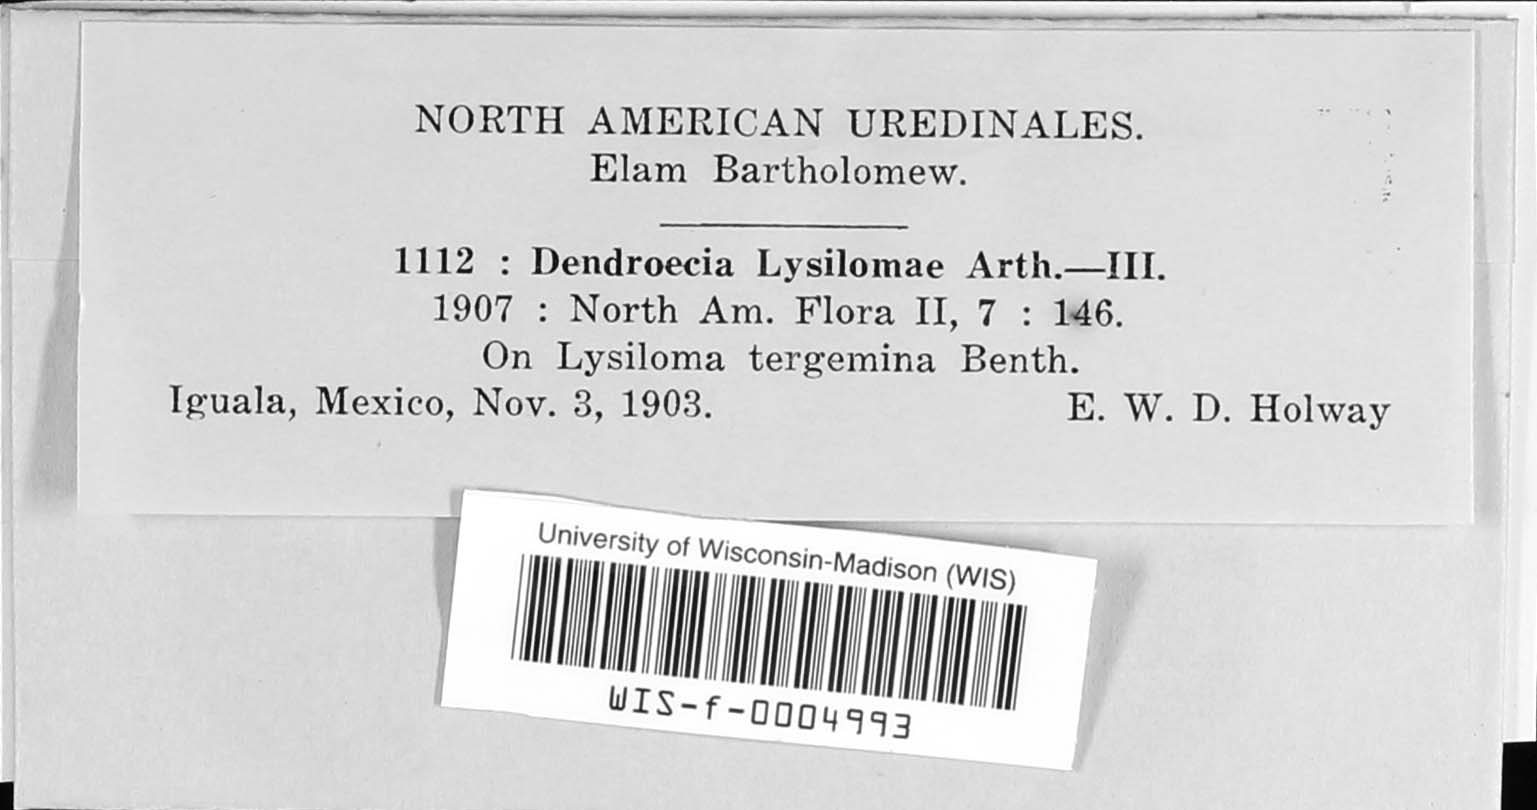 NORTH AMERICAN UREDINALES.
Elam Bartholomew.
1112 : Dendroecia Lysilomae Arth.—III.
1907 : North Am. Flora II, 7 : 146.
On Lysiloma tergemina Benth.
Iguala, Mexico, Nov. 3, 1903. E. W. D. Holway
University of Wisconsin-Madison (WIS)
WIS-f-0004993